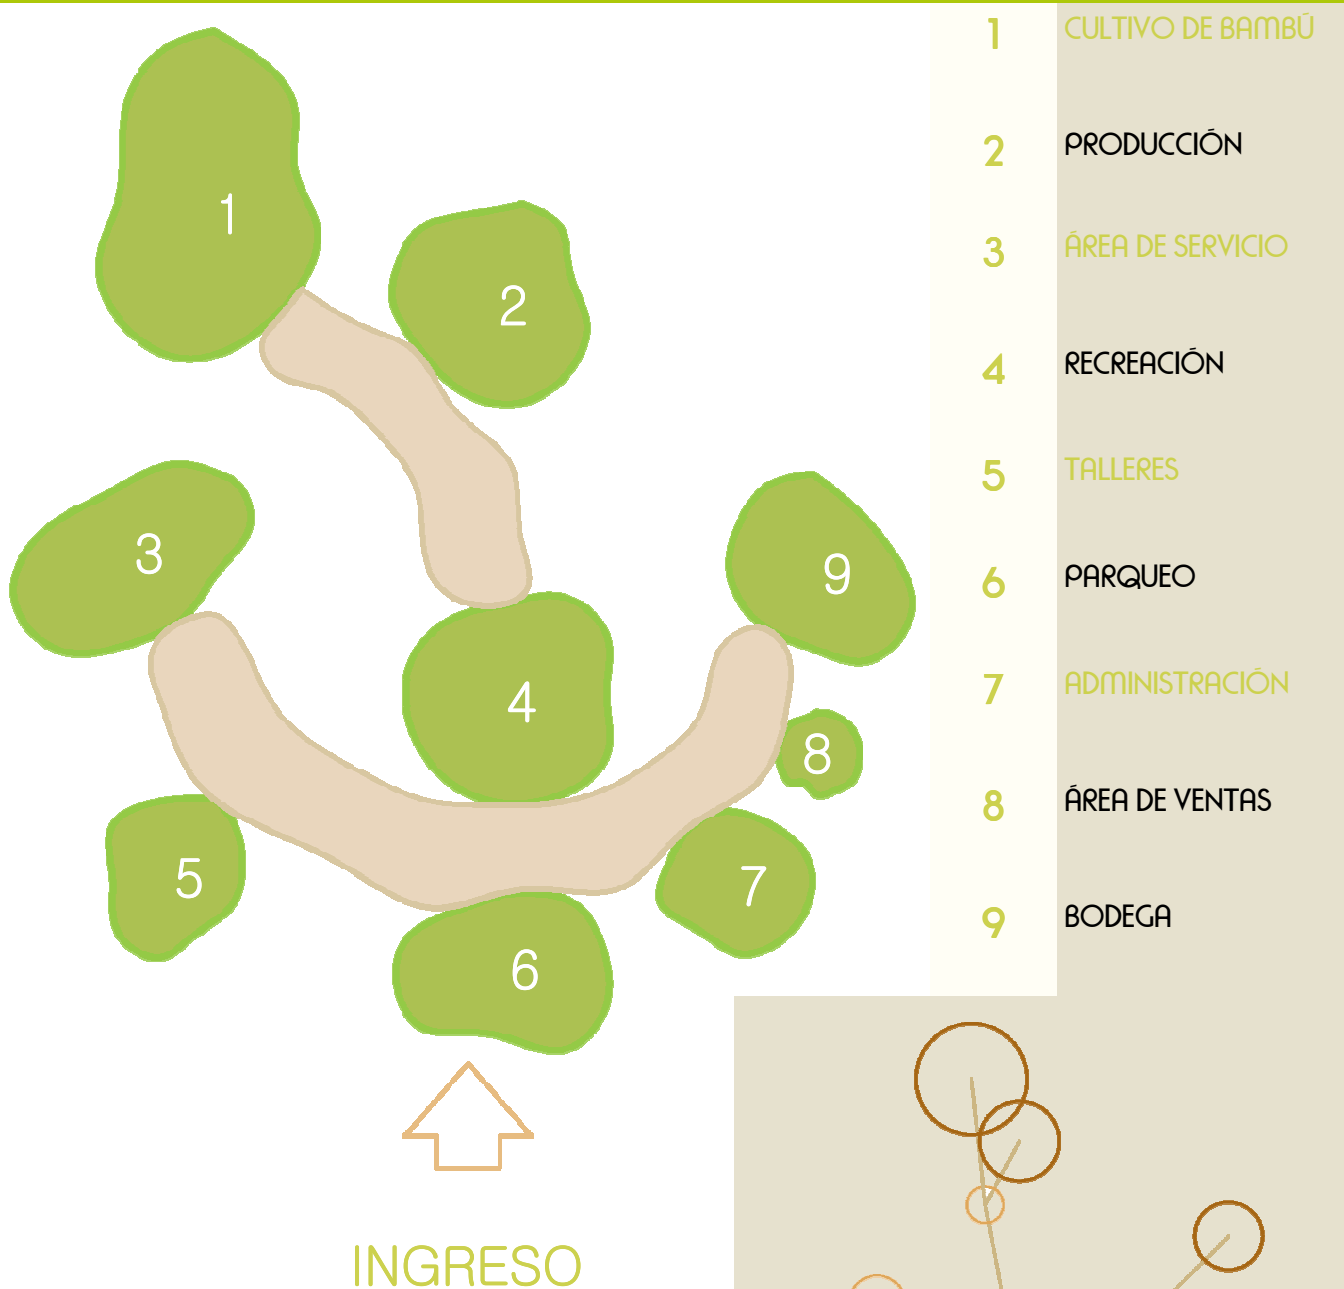 1 CULTIVO DE BAMBÚ
2 PRODUCCIÓN
3 ÁREA DE SERVICIO
4 RECREACIÓN
5 TALLERES
6 PARQUEO
7 ADMINISTRACIÓN
8 ÁREA DE VENTAS
9 BODEGA
1
2
3
9
4
8
5
7
6
INGRESO